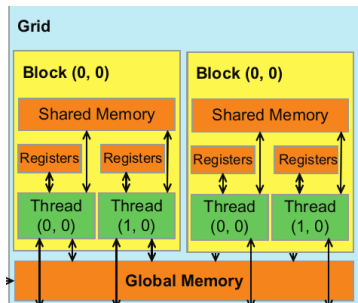 Grid
Block (0, 0)
Shared Memory
Registers
Registers
Thread
(0, 0)
Thread
(1, 0)
Block (0, 0)
Shared Memory
Registers
Registers
Thread
(0, 0)
Thread
(1, 0)
Global Memory